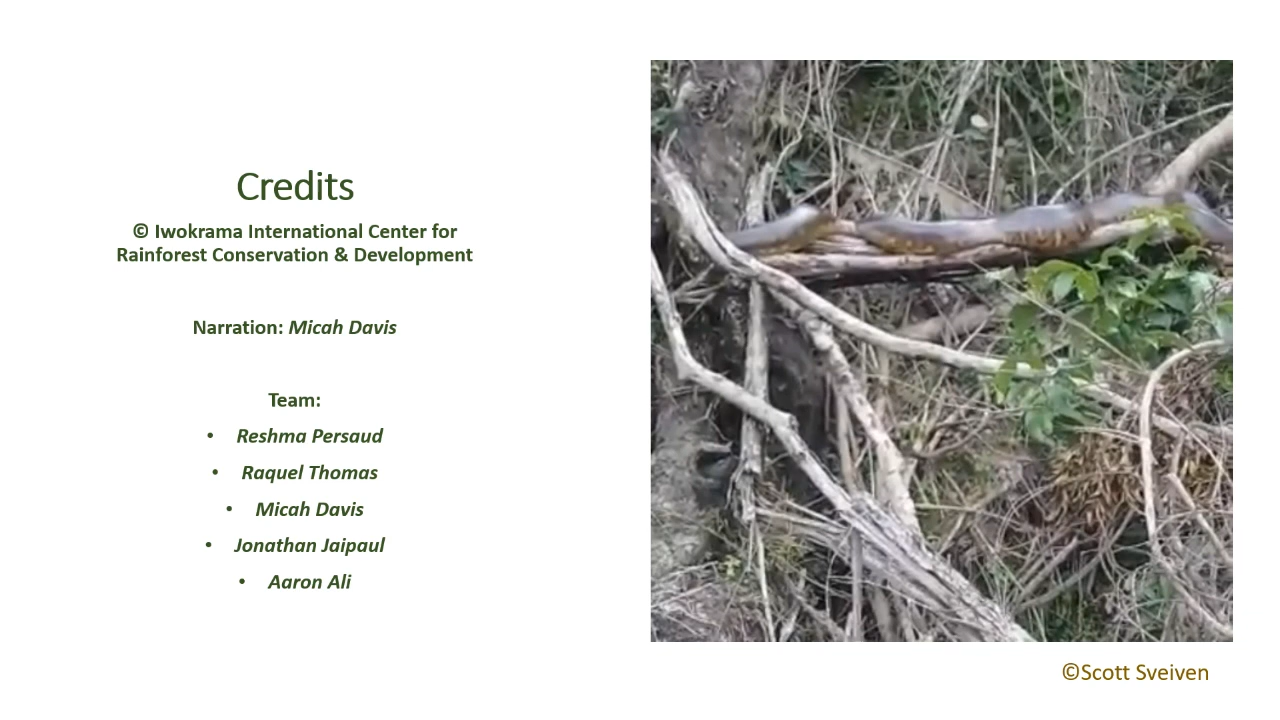 Credits
© Iwokrama International Center for
Rainforest Conservation & Development
Narration: Micah Davis
Team:
• Reshma Persaud
• Raquel Thomas
• Micah Davis
• Jonathan Jaipaul
• Aaron Ali
©Scott Sveiven